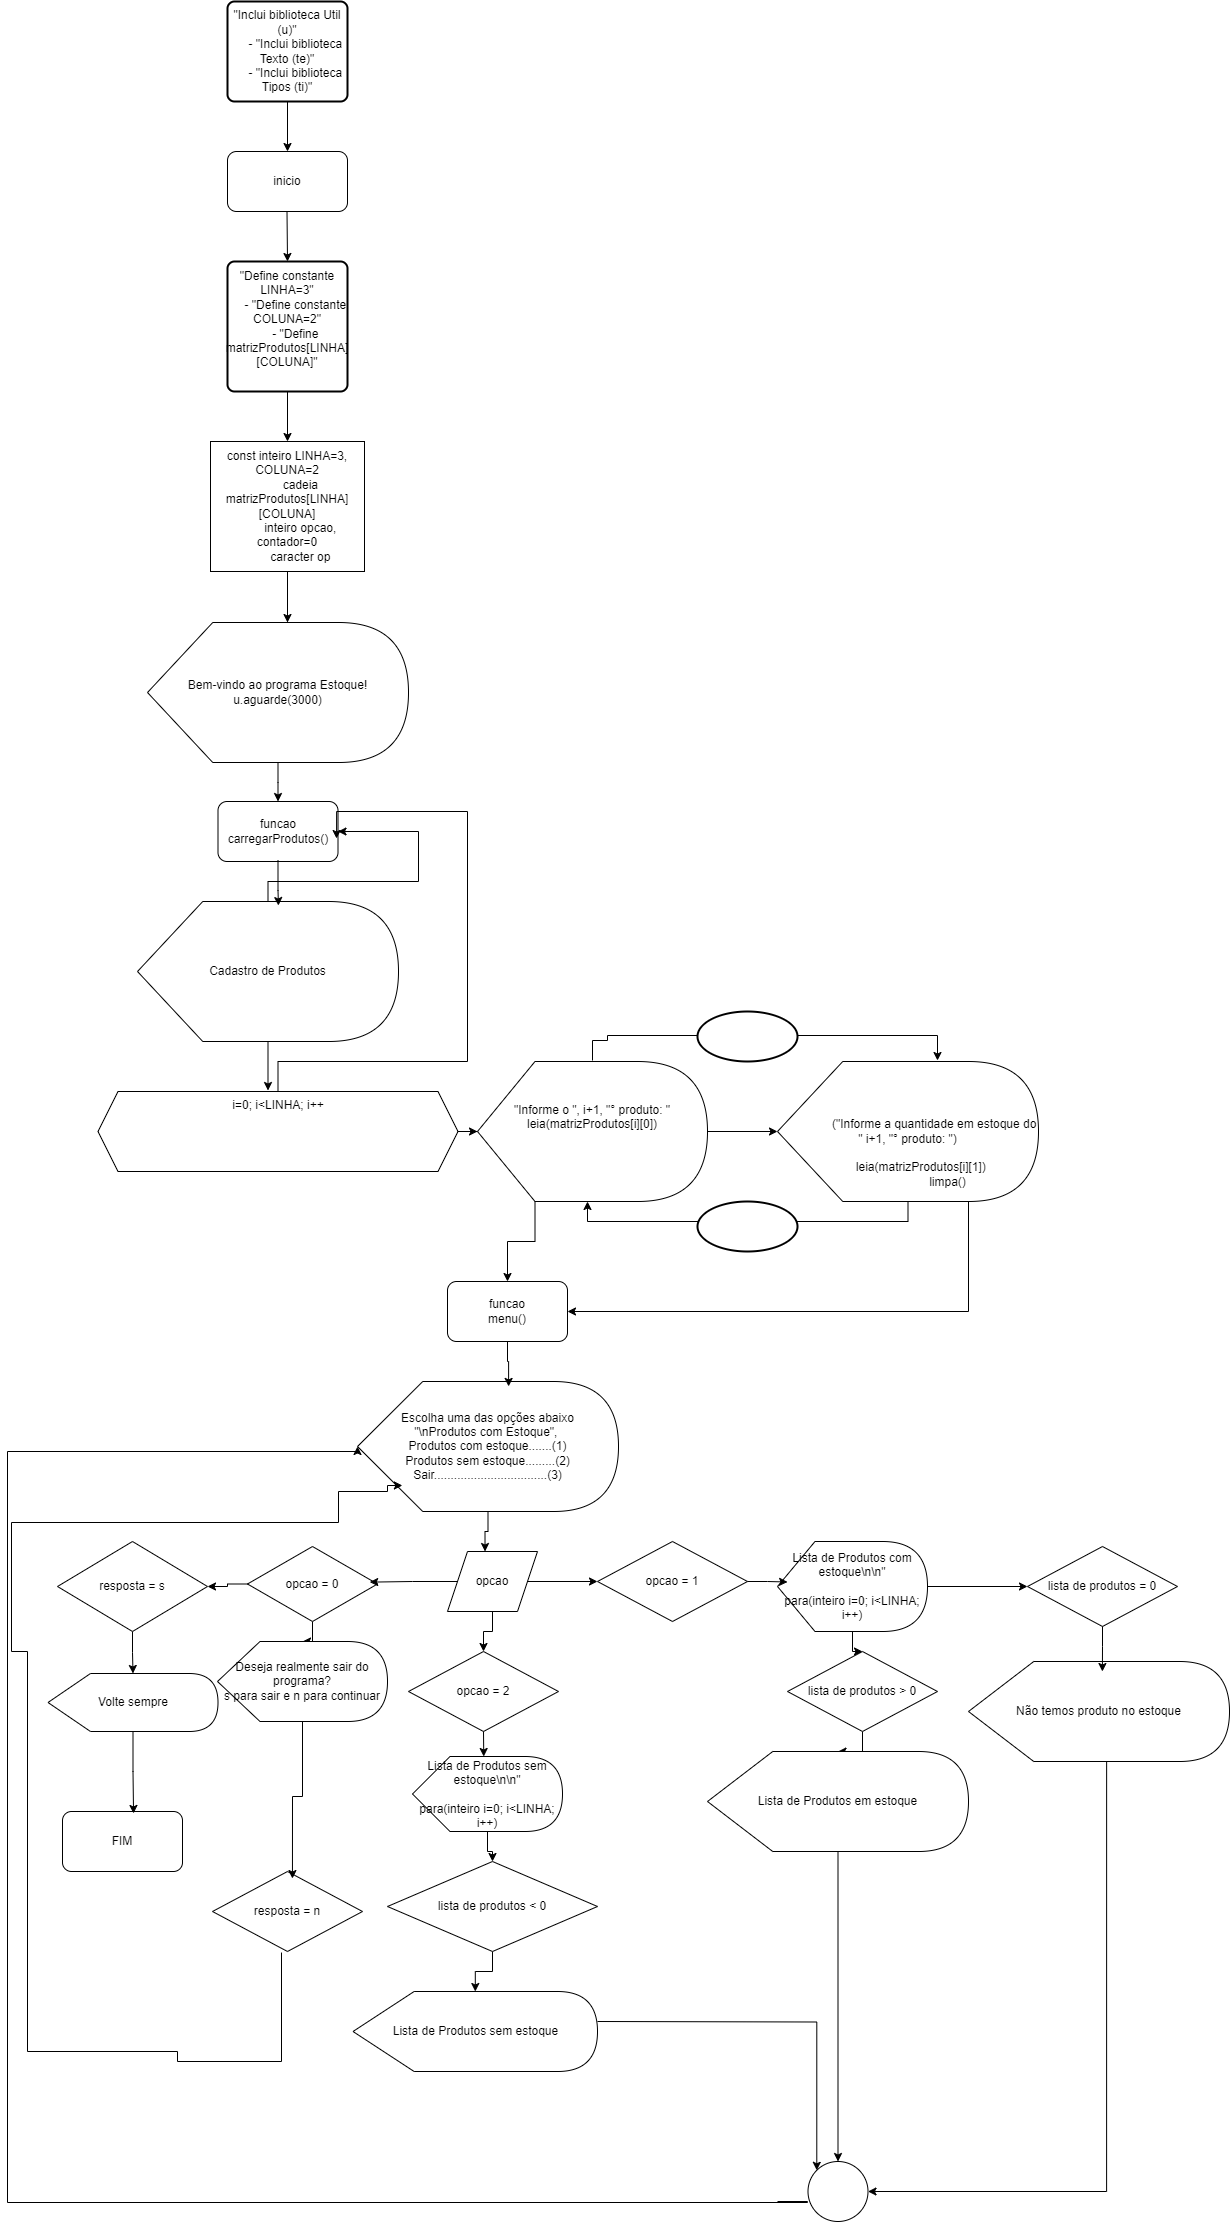 "Inclui biblioteca Util
(u)"
- "Inclui biblioteca
Texto (te)"
- "Inclui biblioteca
Tipos (ti)"
inicio
"Define constante
LINHA=3"
- "Define constante
COLUNA=2"
- "Define
matrizProdutos[LINHA]
[COLUNA]"
const inteiro LINHA=3,
COLUNA=2
cadeia
matrizProdutos[LINHA]
[COLUNA]
inteiro opcao,
contador=0
caracter op
Bem-vindo ao programa Estoque!
u.aguarde(3000)
funcao
carregarProdutos()
Cadastro de Produtos
i=0; i<LINHA; i++
"Informe o ", i+1, "° produto: "
leia(matrizProdutos[i][0])
("Informe a quantidade em estoque do
" i+1, "° produto: ")
leia(matrizProdutos[i][1])
limpa()
funcao
menu()
Escolha uma das opções abaixo
"\nProdutos com Estoque",
Produtos com estoque.......(1)
Produtos sem estoque.........(2)
Sair..................................(3)
resposta = s
opcao = 0
opcao
opcao = 1
Lista de Produtos com
estoque\n\n"
para(inteiro i=0; i<LINHA;
i++)
lista de produtos = 0
Volte sempre
Deseja realmente sair do
programa?
s para sair e n para continuar
opcao = 2
lista de produtos > 0
Não temos produto no estoque
Lista de Produtos sem
estoque\n\n"
para(inteiro i=0; i<LINHA;
i++)
Lista de Produtos em estoque
FIM
resposta = n
lista de produtos < 0
Lista de Produtos sem estoque